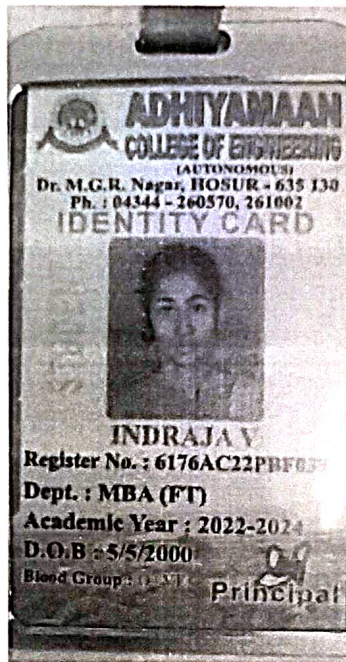 ADHIYAMAAN
COLLEGE OF ENGINEERING
(AUTONOMOUS)
Dr. M.G.R. Nagar, HOSUR - 635 130
Ph. : 04344 - 260570, 261002
IDENTITY CARD
INDRAJA V
Register No. : 
Dept. : MBA (FT)
Academic Year : 2022-2024
D.O.B : 5/5/2000
Blood Group :
Principal